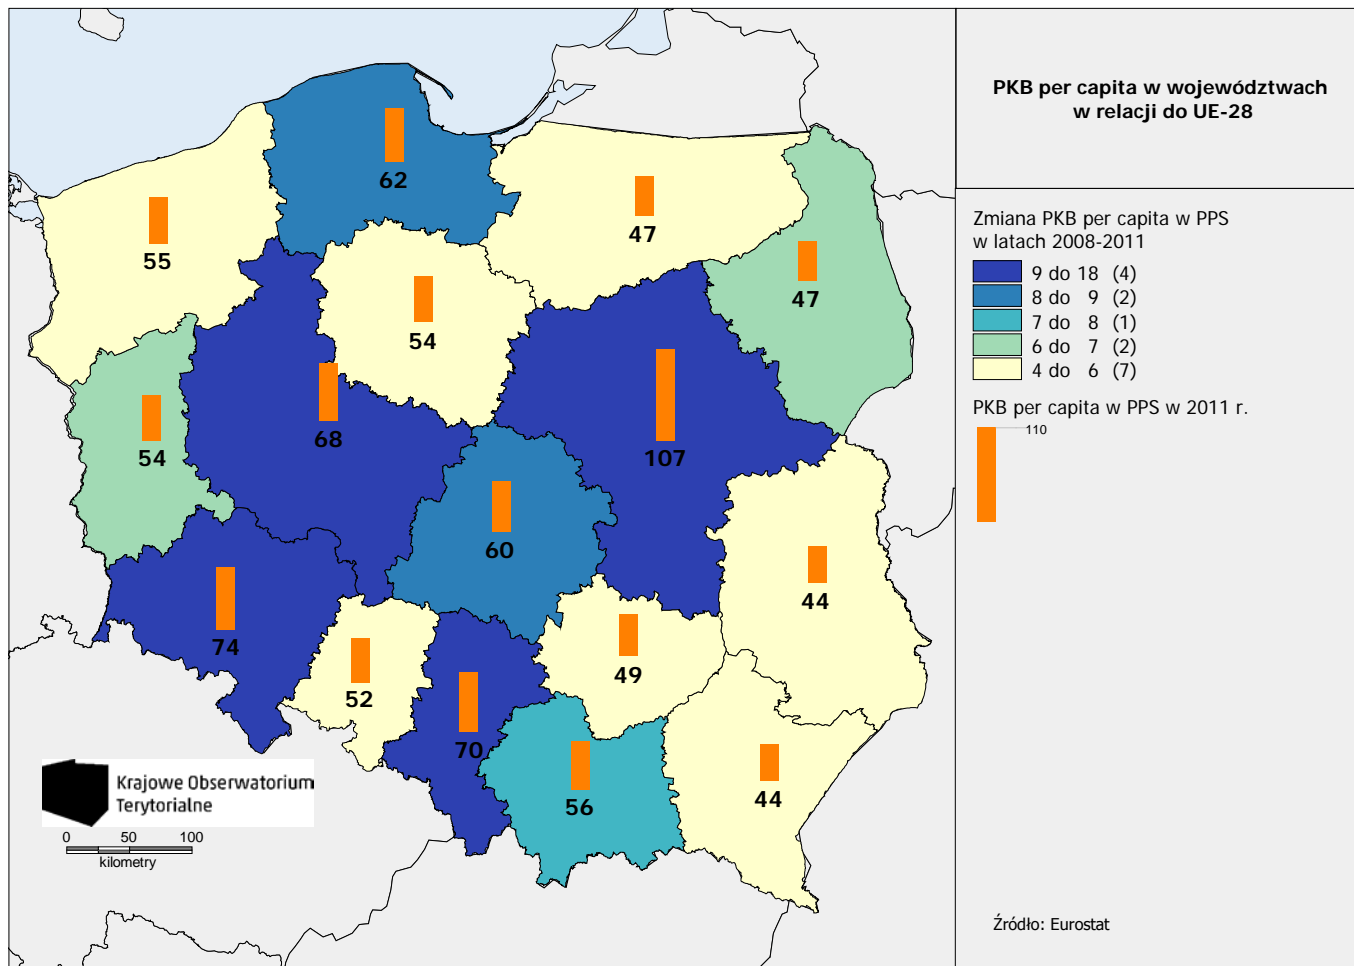 PKB per capita w województwach
w relacji do UE-28
Zmiana PKB per capita w PPS
w latach 2008-2011
9 do 18 (4)
8 do 9 (2)
7 do 8 (1)
6 do 7 (2)
4 do 6 (7)
PKB per capita w PPS w 2011 r.
110
62
47
55
47
54
68
107
54
60
44
74
49
52
70
56
44
Krajowe Obserwatorium
Terytorialne
0 50 100
kilometry
Źródło: Eurostat